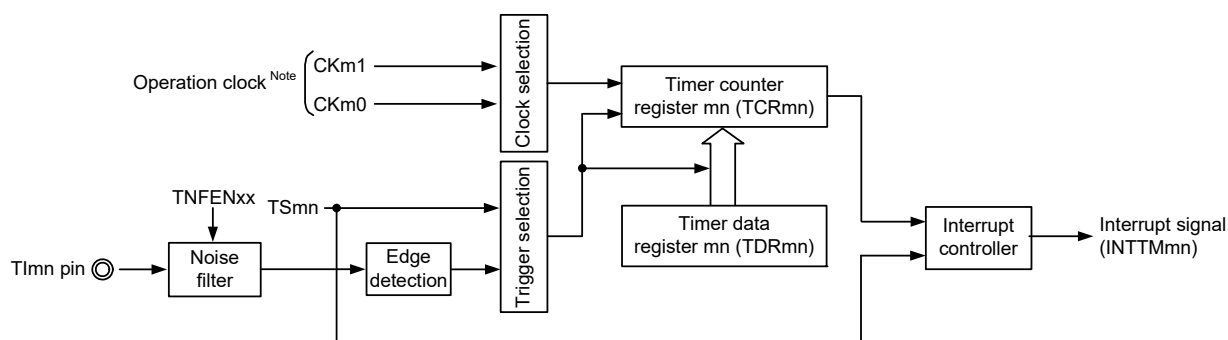 Operation clock Note
CKm1
CKm0
Clock selection
Timer counter
register mn (TCRmn)
TNFENxx
TSmn
Trigger selection
Timer data
register mn (TDRmn)
TImn pin
Noise
filter
Edge
detection
Interrupt
controller
Interrupt signal
(INTTMmn)